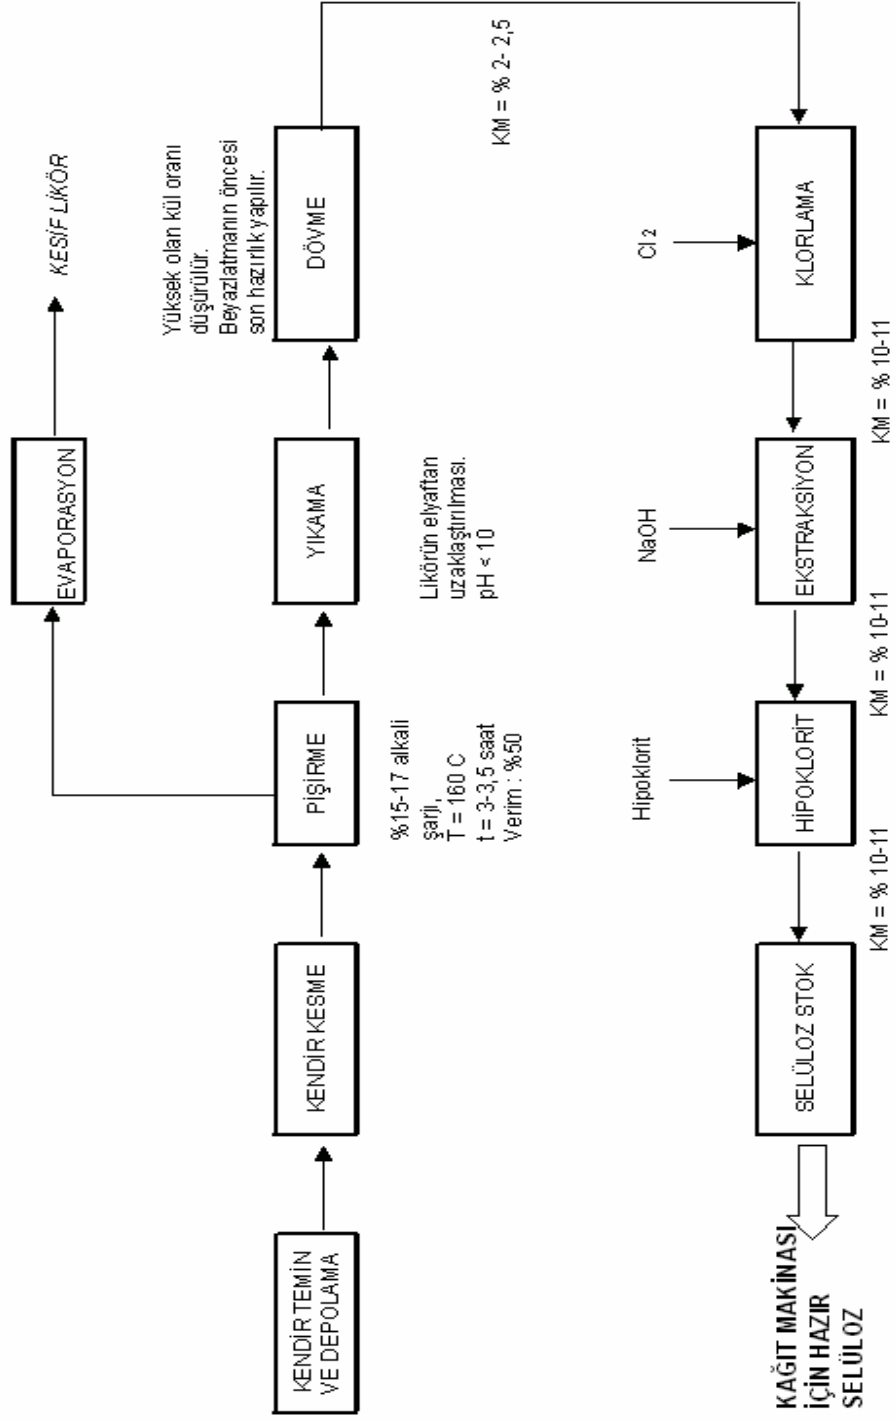 KENDİR TEMİN
VE DEPOLAMA
KENDİR KESME
PİŞİRME
%15-17 alkali
şarjı,
T = 160 C
t = 3-3,5 saat
Verim : %50
EVAPORASYON
KESİF LİKÖR
YIKAMA
Likörün elyaftan
uzaklaştırılması.
pH < 10
Yüksek olan kül oranı
düşürülür.
Beyazlatmanın öncesi
son hazırlık yapılır.
DÖVME
KM = % 2- 2,5
Cl2
KLORLAMA
KM = % 10-11
NaOH
EKSTRAKSİYON
KM = % 10-11
Hipoklorit
HİPOKLORİT
KM = % 10-11
SELÜLOZ STOK
KAĞIT MAKİNASI
İÇİN HAZIR
SELÜLOZ